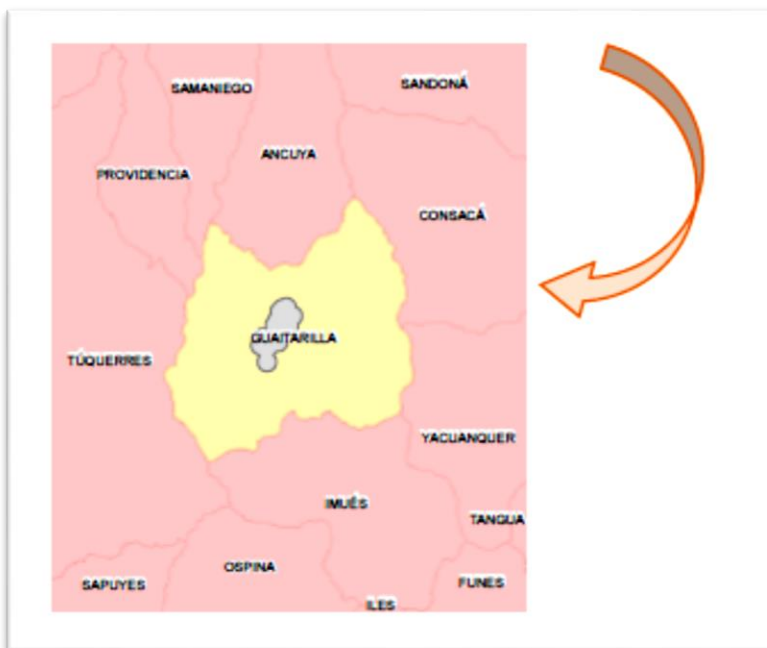 SAMANIEGO
SANDONÁ
ANCUYA
PROVIDENCIA
CONSACÁ
GUAITARILLA
TÚQUERRES
YACUANQUER
IMUÉS
TANGUA
OSPINA
SAPUYES
FUNES
ILES